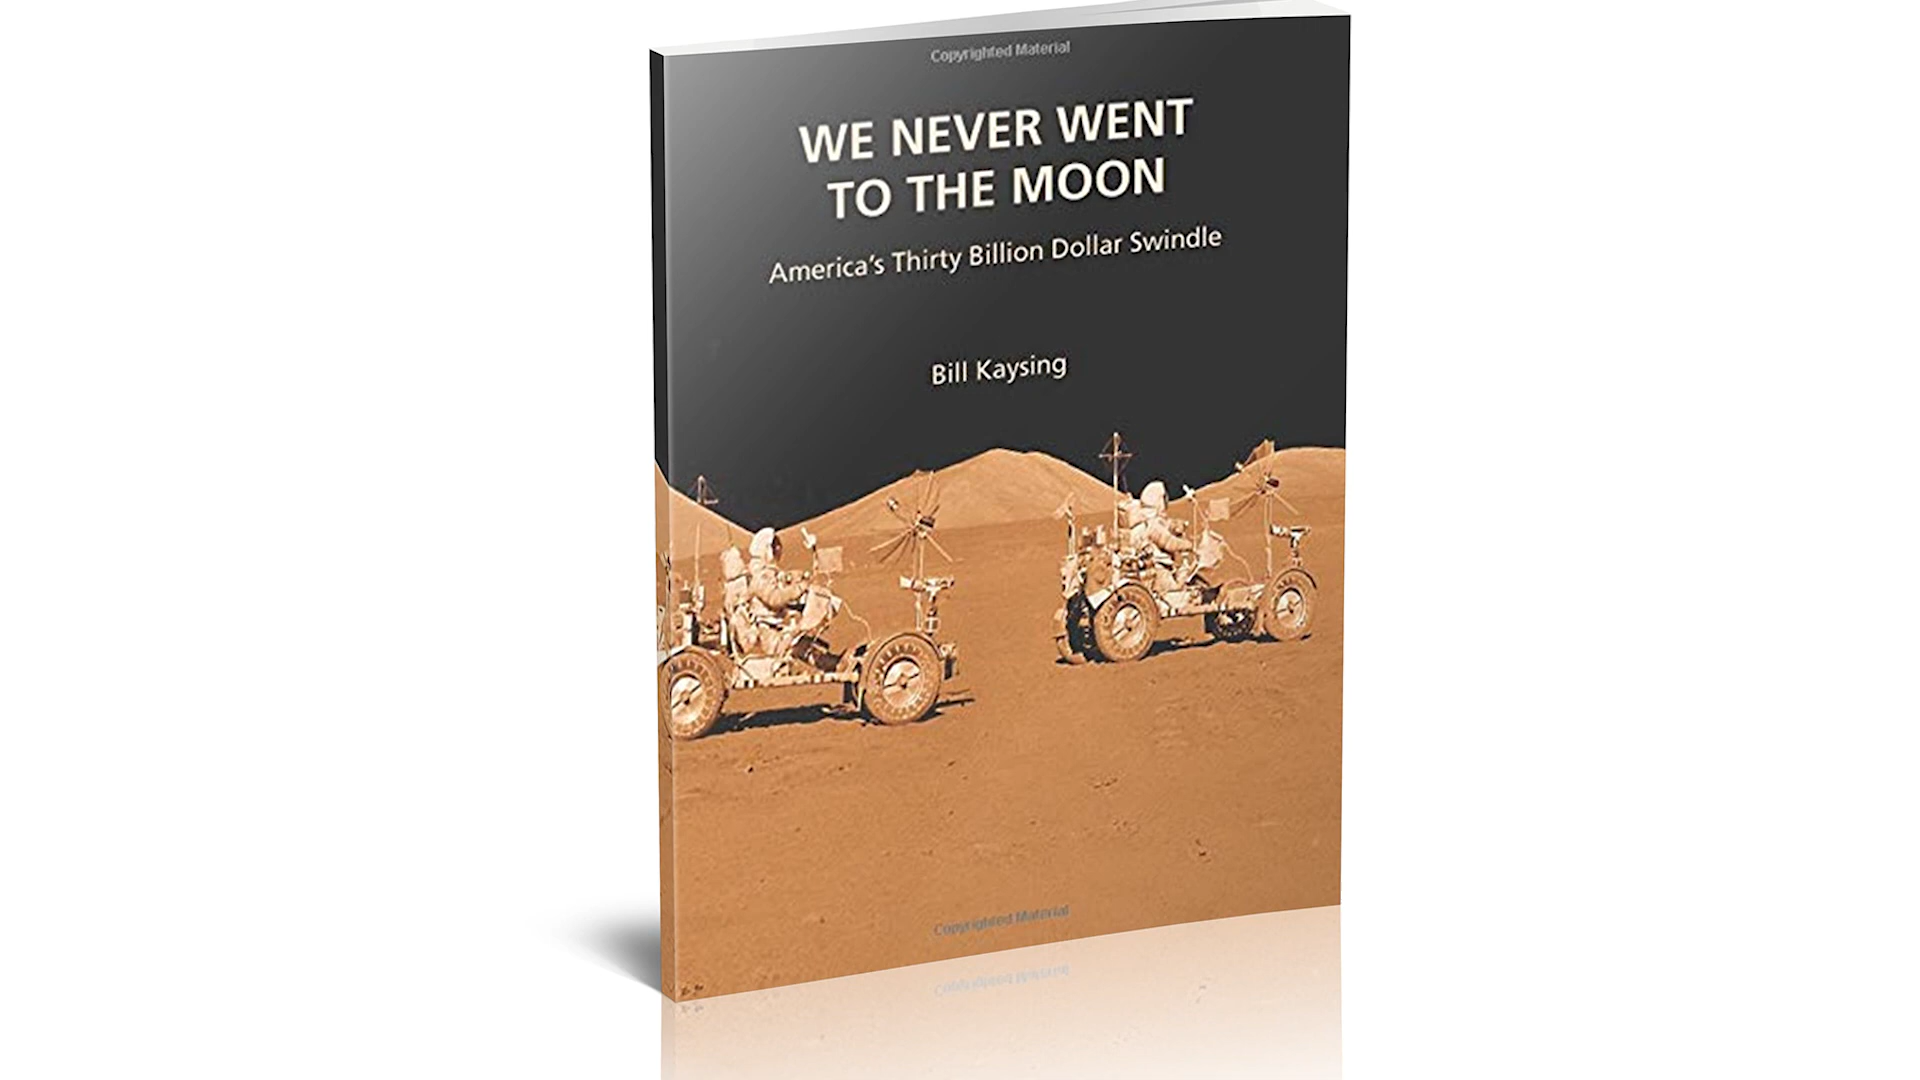 Copyrighted Material
WE NEVER WENT
TO THE MOON
America's Thirty Billion Dollar Swindle
Bill Kaysing
Copyrighted Material